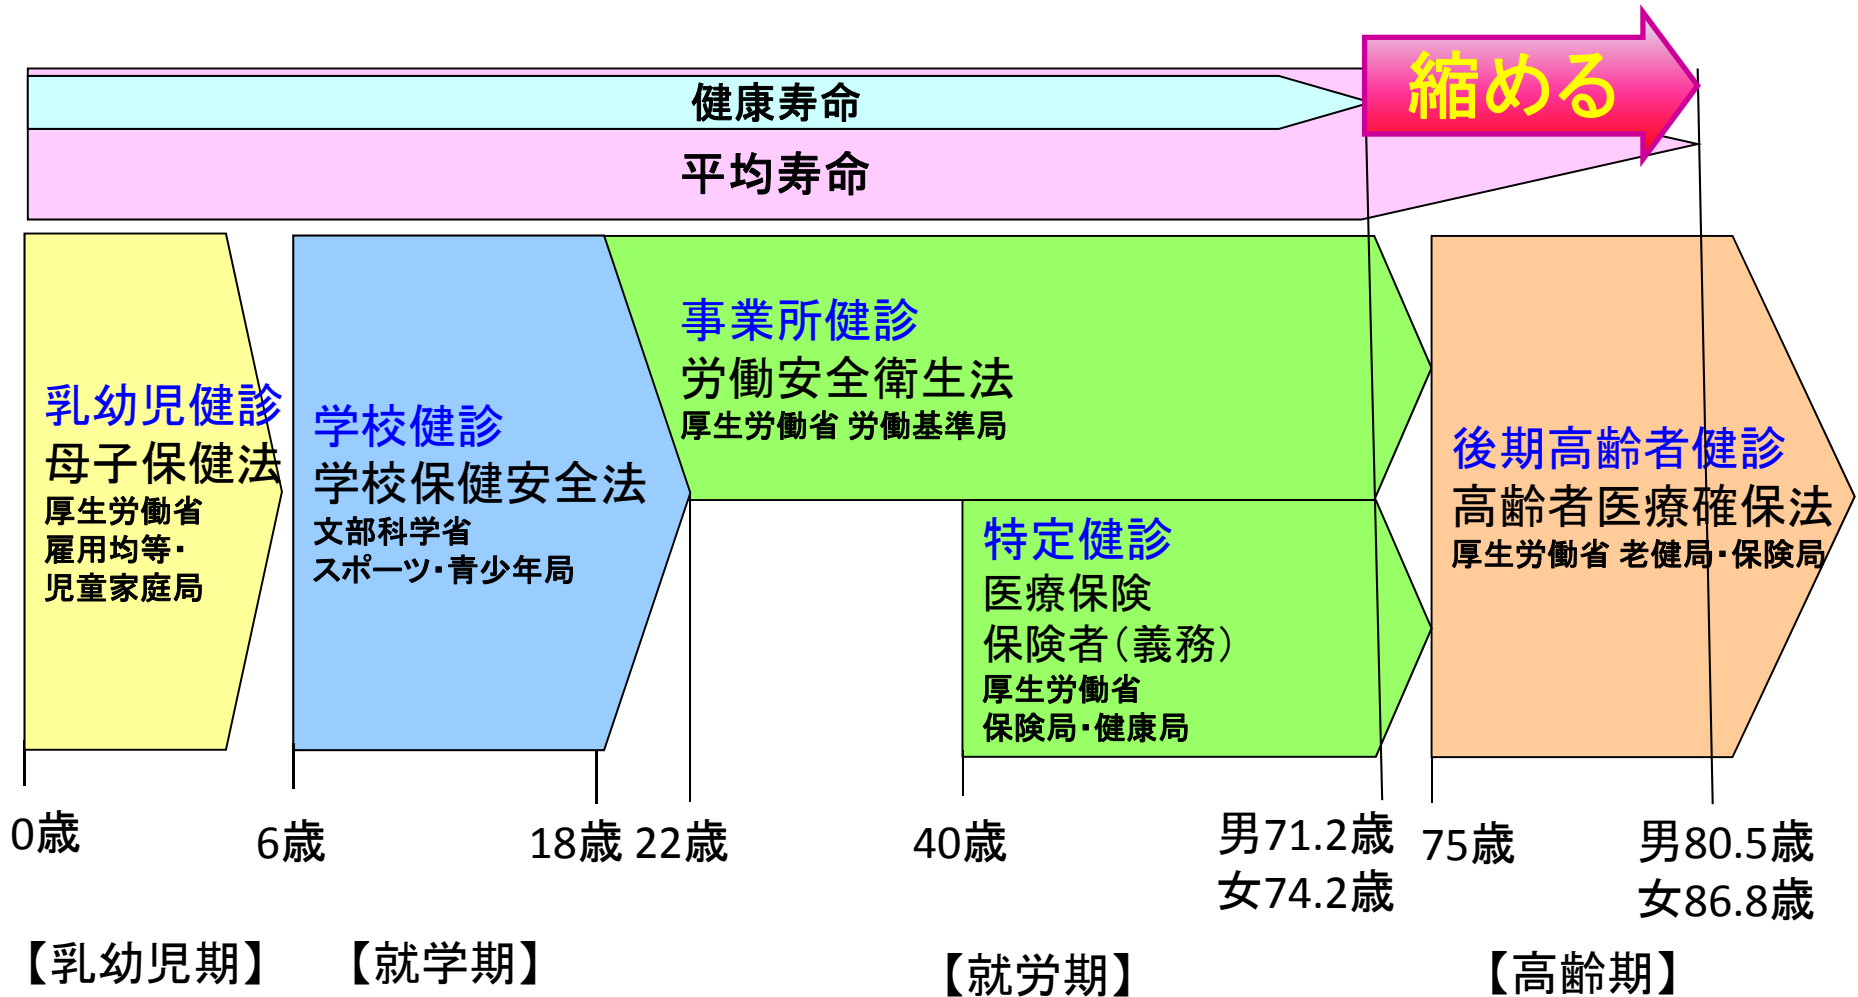 縮める
健康寿命
平均寿命
乳幼児健診
母子保健法
厚生労働省
雇用均等・
児童家庭局
学校健診
学校保健安全法
文部科学省
スポーツ・青少年局
事業所健診
労働安全衛生法
厚生労働省 労働基準局
特定健診
医療保険
保険者（義務）
厚生労働省
保険局・健康局
後期高齢者健診
高齢者医療確保法
厚生労働省 老健局・保険局
0歳
6歳
18歳
22歳
40歳
男71.2歳
女74.2歳
75歳
男80.5歳
女86.8歳
【乳幼児期】
【就学期】
【就労期】
【高齢期】